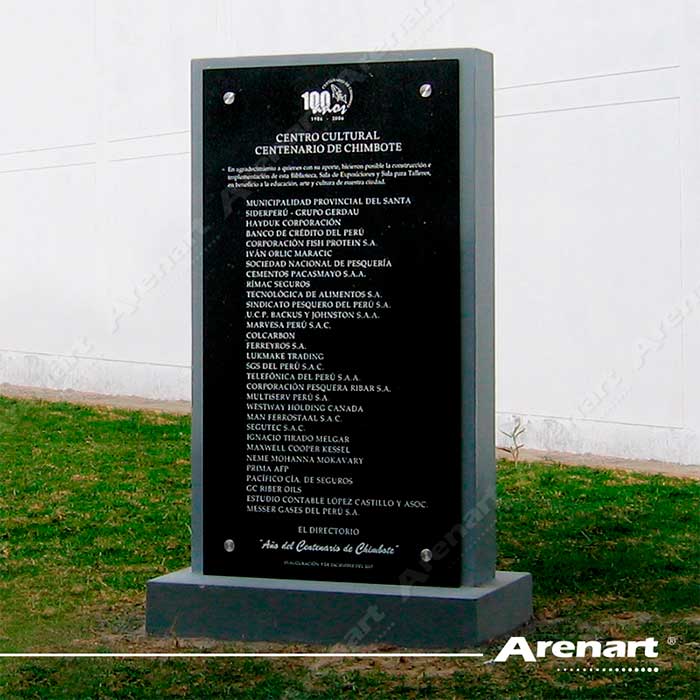 100
años
1906 - 2006
CENTRO CULTURAL
CENTENARIO DE CHIMBOTE
- En agradecimiento a quienes con su aporte, hicieron posible la construcción e
implementación de esta Biblioteca, Sala de Exposiciones y Sala para Talleres,
en beneficio a la educación, arte y cultura de nuestra ciudad.
MUNICIPALIDAD PROVINCIAL DEL SANTA
SIDERPERÚ - GRUPO GERDAU
HAYDUK CORPORACIÓN
BANCO DE CRÉDITO DEL PERÚ
CORPORACIÓN FISH PROTEIN S.A.
IVÁN ORLIC MARACIC
SOCIEDAD NACIONAL DE PESQUERÍA
CEMENTOS PACASMAYO S.A.A.
RÍMAC SEGUROS
TECNOLÓGICA DE ALIMENTOS S.A.
SINDICATO PESQUERO DEL PERÚ S.A.
U.C.P. BACKUS Y JOHNSTON S.A.A.
MARVESA PERÚ S.A.C.
COLCARBON
FERREYROS S.A.
LUKMAKE TRADING
SGS DEL PERÚ S.A.C.
TELEFÓNICA DEL PERÚ S.A.A.
CORPORACIÓN PESQUERA RIBAR S.A.
MULTISERV PERÚ S.A
WESTWAY HOLDING CANADA
MAN FERROSTAAL S.A.C.
SEGUTEC S.A.C.
IGNACIO TIRADO MELGAR
MAXWELL COOPER KESSEL
NEME MOHANNA MOKAVARY
PRIMA AFP
PACÍFICO CÍA. DE SEGUROS
GC RIBER OILS
ESTUDIO CONTABLE LÓPEZ CASTILLO Y ASOC.
MESSER GASES DEL PERÚ S.A.
EL DIRECTORIO
"Año del Centenario de Chimbote"
Arenart®